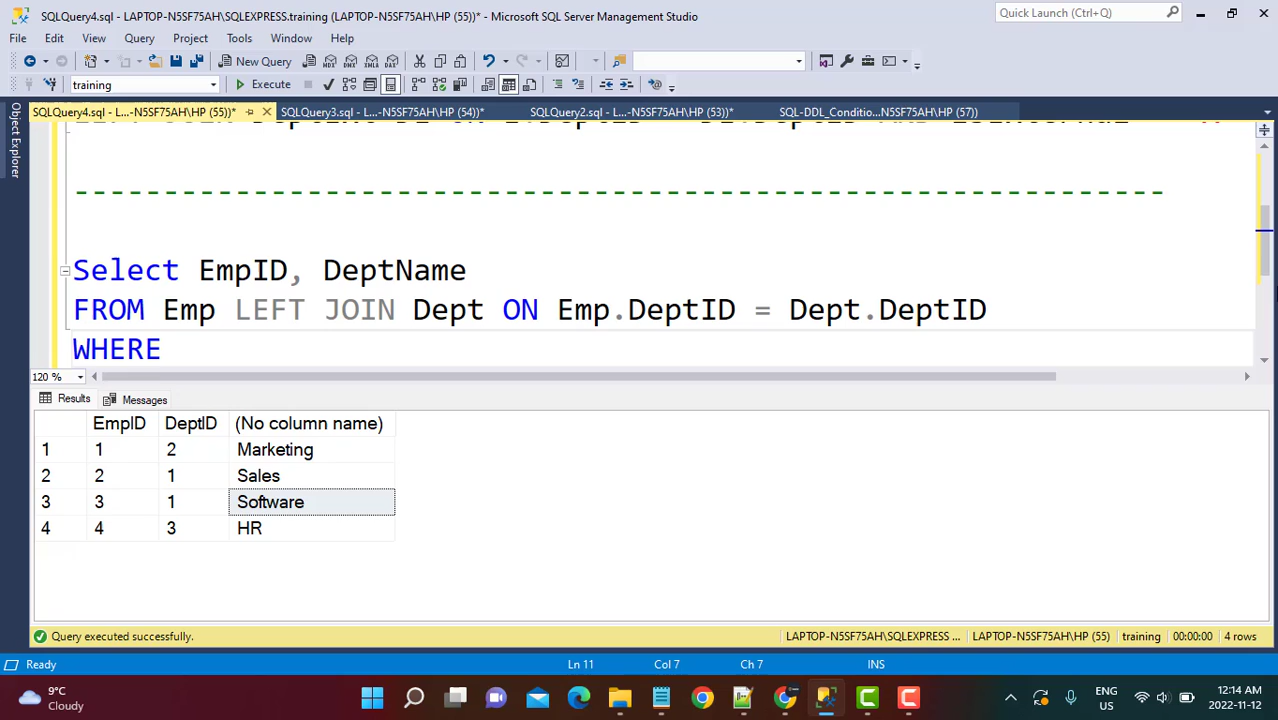 SQLQuery4.sql - LAPTOP-N5SF75AH\SQLEXPRESS.training (LAPTOP-N5SF75AH\HP (55))* - Microsoft SQL Server Management Studio
Quick Launch (Ctrl+Q)
File Edit View Query Project Tools Window Help
New Query
training
Execute
SQLQuery4.sql - L...-N5SF75AH\HP (55))* SQLQuery3.sql - L...-N5SF75AH\HP (54))* SQLQuery2.sql - L...-N5SF75AH\HP (53))* SQL-DDL_Conditio...N5SF75AH\HP (57))
Object Explorer
------------------------------------------------------------
Select EmpID, DeptName
FROM Emp LEFT JOIN Dept ON Emp.DeptID = Dept.DeptID
WHERE
120 %
Results Messages
EmpID DeptID (No column name)
1 1 2 Marketing
2 2 1 Sales
3 3 1 Software
4 4 3 HR
Query executed successfully. LAPTOP-N5SF75AH\SQLEXPRESS ... LAPTOP-N5SF75AH\HP (55) training 00:00:00 4 rows
Ready Ln 11 Col 7 Ch 7 INS
9°C
Cloudy
ENG
US
12:14 AM
2022-11-12